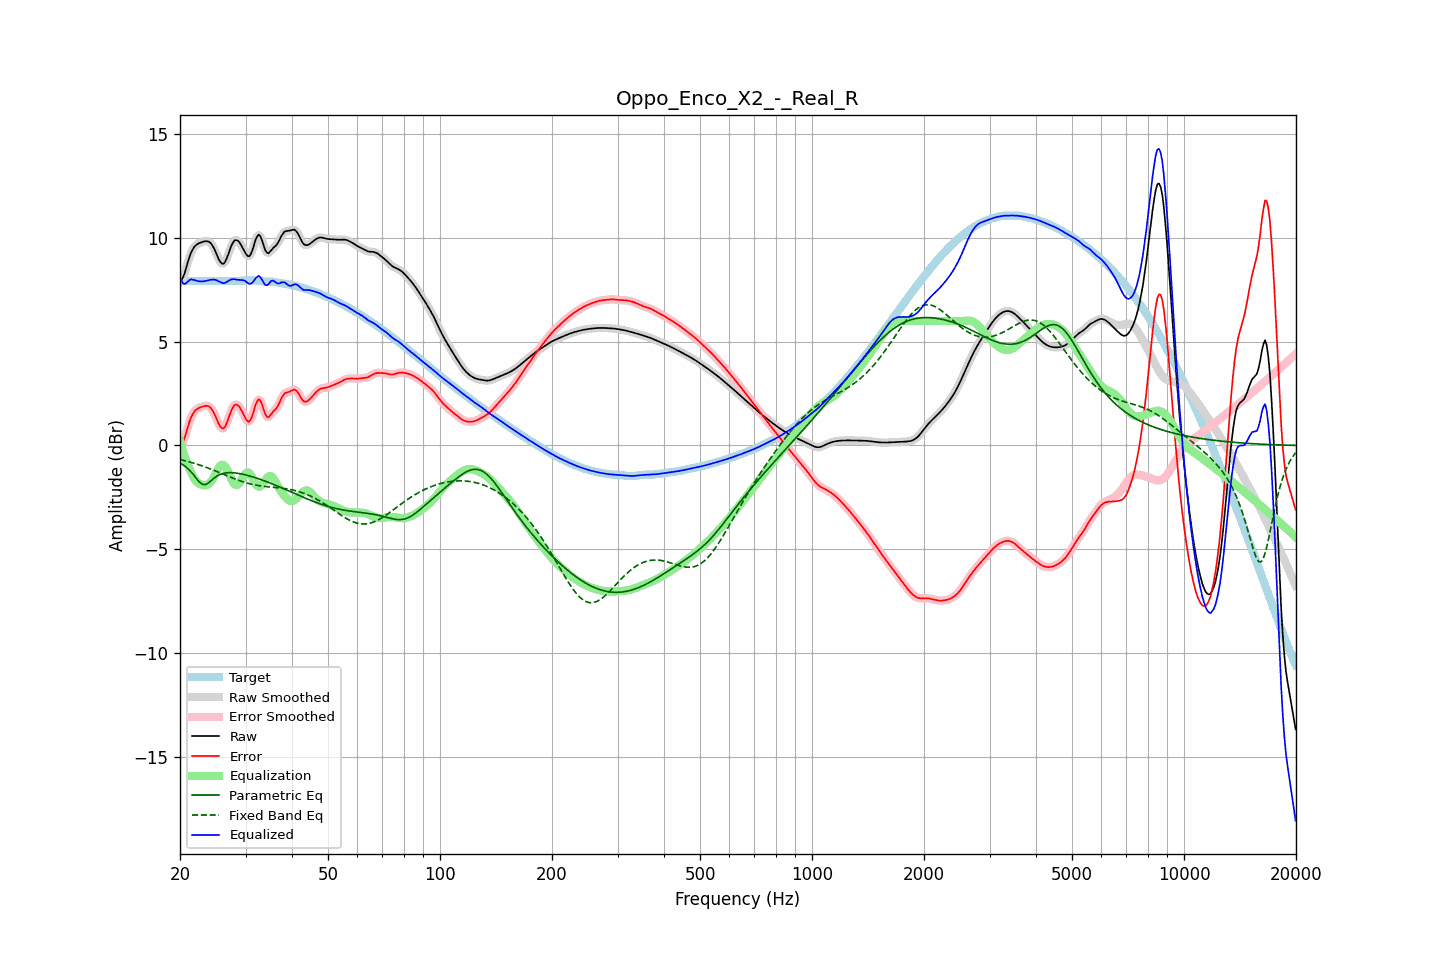 Oppo_Enco_X2_-_Real_R
15
10
5
0
−5
−10
−15
Amplitude (dBr)
Target
Raw Smoothed
Error Smoothed
Raw
Error
Equalization
Parametric Eq
Fixed Band Eq
Equalized
20 50 100 200 500 1000 2000 5000 10000 20000
Frequency (Hz)